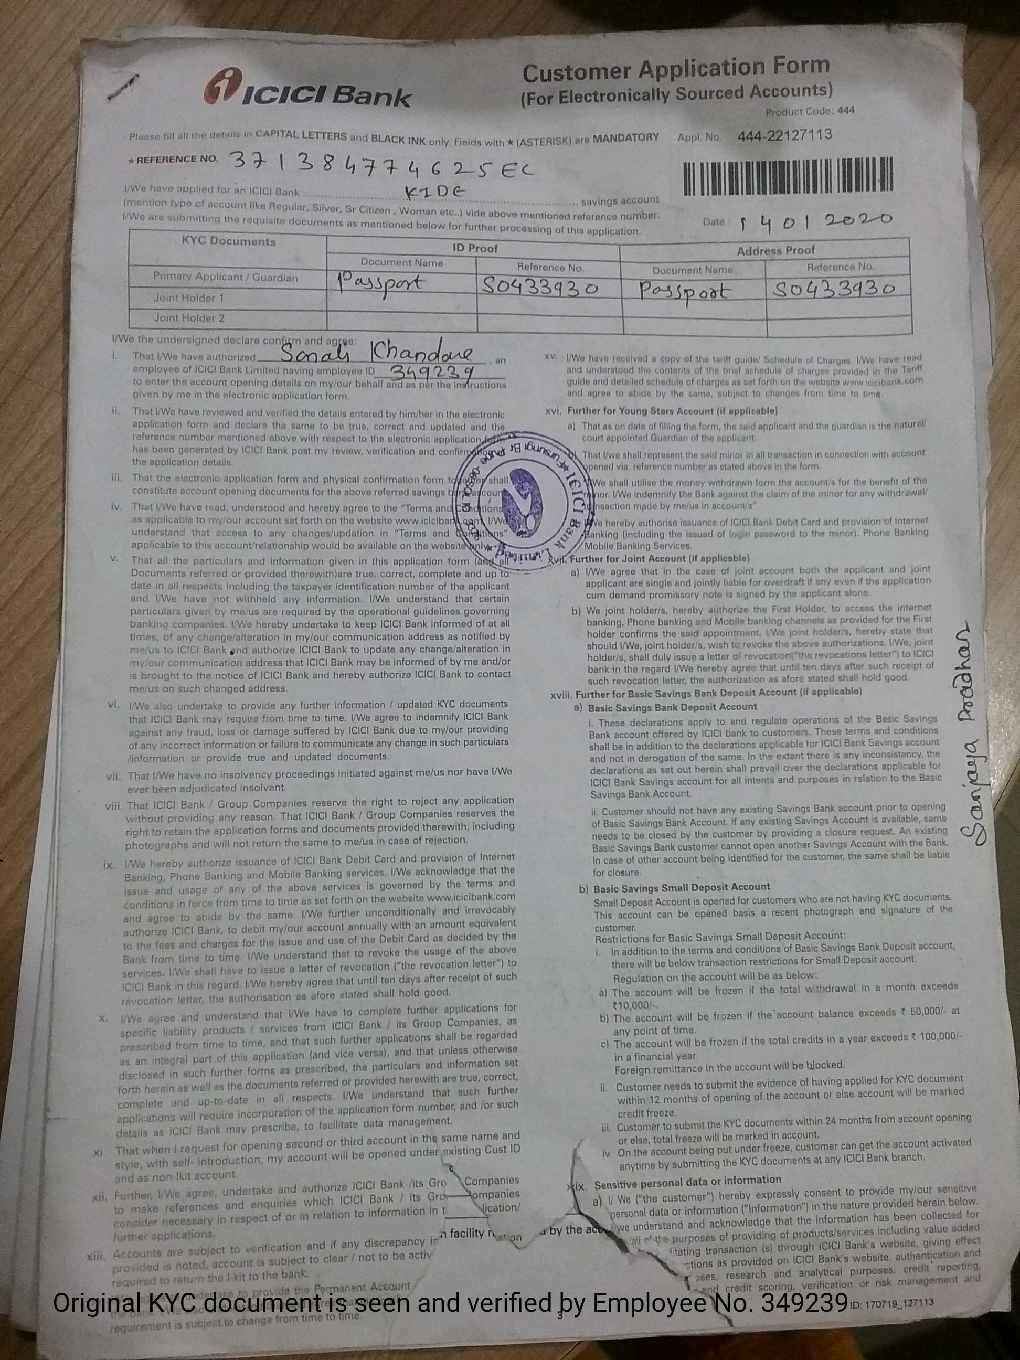 ICICI Bank
Customer Application Form
(For Electronically Sourced Accounts)
Product Code: 444
Please fill all the details in CAPITAL LETTERS and BLACK INK only. Fields with ★ (ASTERISK) are MANDATORY
Appl. No. 444-22127113
★ REFERENCE NO. 371384774625EC
I/We have applied for an ICICI Bank KIDE savings account
(mention type of account like Regular, Silver, Sr Citizen, Woman etc.,) vide above mentioned reference number.
Date: 14012020
I/We are submitting the requisite documents as mentioned below for further processing of this application.
KYC Documents ID Proof Address Proof
Document Name Reference No. Document Name Reference No.
Primary Applicant / Guardian Passport S0433930 Passport S0433930
Joint Holder 1
Joint Holder 2
I/We the undersigned declare confirm and agree:
i. That I/We have authorized Sonali Khandare, an
employee of ICICI Bank Limited having employee ID 349239
to enter the account opening details on my/our behalf and as per the instructions
given by me in the electronic application form.
ii. That I/We have reviewed and verified the details entered by him/her in the electronic
application form and declare the same to be true, correct and updated and the
reference number mentioned above with respect to the electronic application
has been generated by ICICI Bank post my review, verification and
the application details.
iii. That the electronic application form and physical confirmation form shall
constitute account opening documents for the above referred savings
iv. That I/We have read, understood and hereby agree to the "Terms and
as applicable to my/our account set forth on the website
understand that access to any changes/updation in "Terms and
applicable to this account/relationship would be available on the website only.
v. That all the particulars and information given in this application form (and all
Documents referred or provided therewith) are true, correct, complete and up to
date in all respects including the taxpayer identification number of the applicant
and I/We have not withheld any information. I/We understand that certain
particulars given by me/us are required by the operational guidelines governing
banking companies. I/We hereby undertake to keep ICICI Bank informed of at all
times, of any change/alteration in my/our communication address as notified by
me/us to ICICI Bank and authorize ICICI Bank to update any change/alteration in
my/our communication address that ICICI Bank may be informed of by me and/or
is brought to the notice of ICICI Bank and hereby authorize ICICI Bank to contact
me/us on such changed address.
vi. I/We also undertake to provide any further information / updated KYC documents
that ICICI Bank may require from time to time. I/We agree to indemnify ICICI Bank
against any fraud, loss or damage suffered by ICICI Bank due to my/our providing
of any incorrect information or failure to communicate any change in such particulars
/information or provide true and updated documents.
vii. That I/We have no insolvency proceedings initiated against me/us nor have I/We
ever been adjudicated insolvent.
viii. That ICICI Bank / Group Companies reserve the right to reject any application
without providing any reason. That ICICI Bank / Group Companies reserves the
right to retain the application forms and documents provided therewith, including
photographs and will not return the same to me/us in case of rejection.
ix. I/We hereby authorize issuance of ICICI Bank Debit Card and provision of Internet
Banking, Phone Banking and Mobile Banking services. I/We acknowledge that the
issue and usage of any of the above services is governed by the terms and
conditions in force from time to time as set forth on the website www.icicibank.com
and agree to abide by the same. I/We further unconditionally and irrevocably
authorize ICICI Bank, to debit my/our account annually with an amount equivalent
to the fees and charges for the issue and use of the Debit Card as decided by the
Bank from time to time. I/We understand that to revoke the usage of the above
services. I/We shall have to issue a letter of revocation ("the revocation letter") to
ICICI Bank in this regard. I/We hereby agree that until ten days after receipt of such
revocation letter, the authorisation as afore stated shall hold good.
x. I/We agree and understand that I/We have to complete further applications for
specific liability products / services from ICICI Bank / its Group Companies, as
prescribed from time to time, and that such further applications shall be regarded
as an integral part of this application (and vice versa), and that unless otherwise
disclosed in such further forms as prescribed, the particulars and information set
forth herein as well as the documents referred or provided herewith are true, correct,
complete and up-to-date in all respects. I/We understand that such further
applications will require incorporation of the application form number, and /or such
details as ICICI Bank may prescribe, to facilitate data management.
xi. That when I request for opening second or third account in the same name and
style, with self- introduction, my account will be opened under existing Cust ID
and as non-Ikit account.
xii. Further, I/We agree, undertake and authorize ICICI Bank /its Companies
to make references and enquiries which ICICI Bank / its
consider necessary in respect of or in relation to information in
further applications.
a facility by the
xiii. Accounts are subject to verification and if any discrepancy
provided is noted, account is subject to clear / not to be
required to return the I-kit to the bank.
to provide the Permanent Account
requirement is subject to change from time to time.
xv. I/We have received a copy of the tariff guide/ Schedule of Charges. I/We have read
and understood the contents of the brief schedule of charges provided in the Tariff
guide and detailed schedule of charges as set forth on the website www.icicibank.com
and agree to abide by the same, subject to changes from time to time.
xvi. Further for Young Stars Account (if applicable)
a) That as on date of filling the form, the said applicant and the guardian is the natural/
court appointed Guardian of the applicant.
b) That I/we shall represent the said minor in all transaction in connection with account
opened via. reference number as stated above in the form.
We shall utilise the money withdrawn form the account/s for the benefit of the
I/We indemnify the Bank against the claim of the minor for any withdrawal/
made by me/us in account/s"
hereby authorise issuance of ICICI Bank Debit Card and provision of Internet
Banking (including the issued of login password to the minor), Phone Banking
Mobile Banking Services.
xvii. Further for Joint Account (if applicable)
a) I/We agree that in the case of joint account both the applicant and joint
applicant are single and jointly liable for overdraft if any even if the application
cum demand promissory note is signed by the applicant alone.
b) We joint holder/s, hereby authorize the First Holder, to access the internet
banking, Phone banking and Mobile banking channels as provided for the First
holder confirms the said appointment. I/We joint holder/s, hereby state that
should I/We, joint holder/s, wish to revoke the above authorizations. I/We, joint
holder/s, shall duly issue a letter of revocation("the revocations letter") to ICICI
bank in the regard I/We hereby agree that until ten days after such receipt of
such revocation letter, the authorization as afore stated shall hold good.
xviii. Further for Basic Savings Bank Deposit Account (if applicable)
a) Basic Savings Bank Deposit Account
i. These declarations apply to and regulate operations of the Basic Savings
Bank account offered by ICICI bank to customers. These terms and conditions
shall be in addition to the declarations applicable for ICICI Bank Savings account
and not in derogation of the same. In the extent there is any inconsistency, the
declarations as set out herein shall prevail over the declarations applicable for
ICICI Bank Savings account for all intents and purposes in relation to the Basic
Savings Bank Account.
ii. Customer should not have any existing Savings Bank account prior to opening
of Basic Savings Bank Account. If any existing Savings Account is available, same
needs to be closed by the customer by providing a closure request. An existing
Basic Savings Bank customer cannot open another Savings Account with the Bank.
In case of other account being identified for the customer, the same shall be liable
for closure.
b) Basic Savings Small Deposit Account
Small Deposit Account is opened for customers who are not having KYC documents.
This account can be opened basis a recent photograph and signature of the
customer.
Restrictions for Basic Savings Small Deposit Account:
i. In addition to the terms and conditions of Basic Savings Bank Deposit account,
there will be below transaction restrictions for Small Deposit account.
Regulation on the account will be as below:
a) The account will be frozen if the total withdrawal in a month exceeds
₹10,000/-.
b) The account will be frozen if the account balance exceeds ₹ 50,000/- at
any point of time.
c) The account will be frozen if the total credits in a year exceeds ₹ 100,000/-
in a financial year.
Foreign remittance in the account will be blocked.
ii. Customer needs to submit the evidence of having applied for KYC document
within 12 months of opening of the account or else account will be marked
credit freeze.
iii. Customer to submit the KYC documents within 24 months from account opening
or else, total freeze will be marked in account.
iv. On the account being put under freeze, customer can get the account activated
anytime by submitting the KYC documents at any ICICI Bank branch.
xix. Sensitive personal data or information
a) I/ We ("the customer") hereby expressly consent to provide my/our sensitive
personal data or information ("Information") in the nature provided herein below.
we understand and acknowledge that the Information has been collected for
purposes of providing of products/services including value added
transaction (s) through ICICI Bank's website, giving effect
as provided on ICICI Bank's website, authentication and
research and analytical purposes, credit reporting,
and credit scoring, verification or risk management and
Sanjaya Pradhan
ICICI Bank Limited
Original KYC document is seen and verified by Employee No. 349239
3
ID: 170719_127113